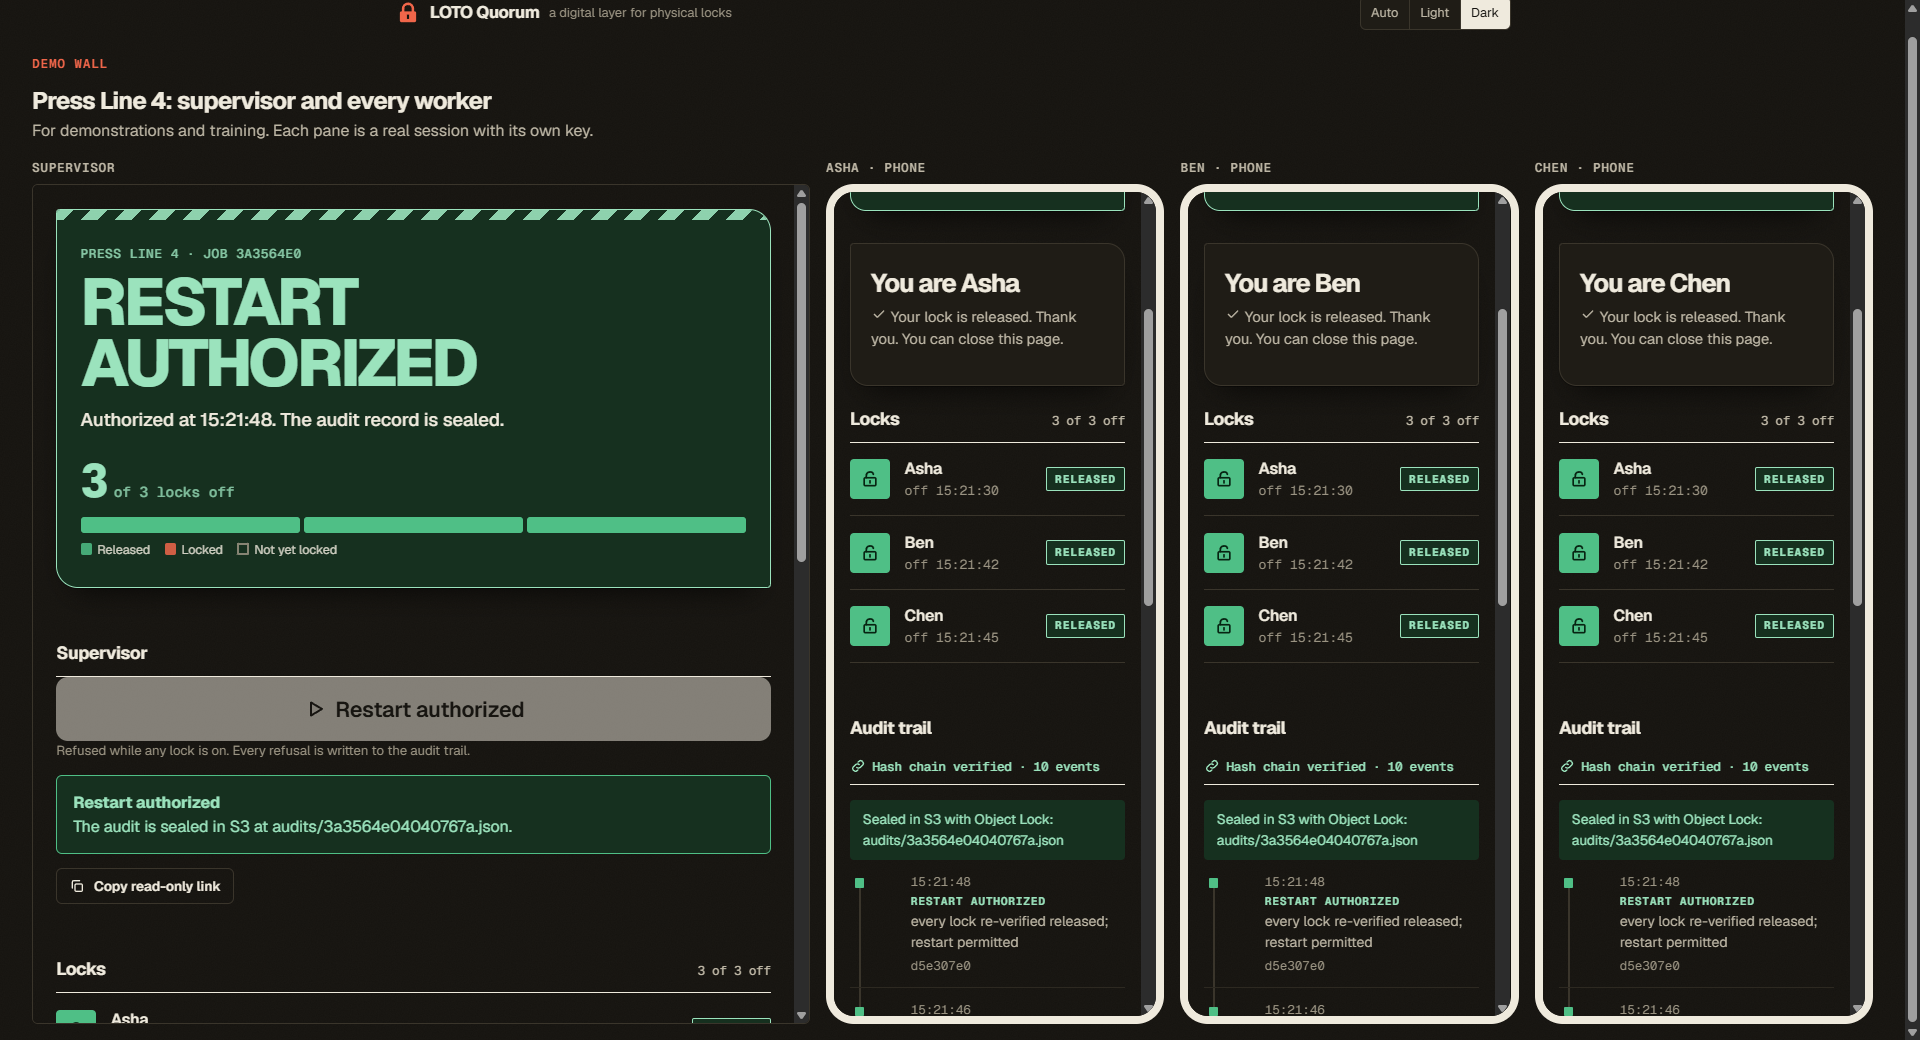 LOTO Quorum a digital layer for physical locks
Auto Light Dark
DEMO WALL
Press Line 4: supervisor and every worker
For demonstrations and training. Each pane is a real session with its own key.
SUPERVISOR
PRESS LINE 4 · JOB 3A3564E0
RESTART
AUTHORIZED
Authorized at 15:21:48. The audit record is sealed.
3 of 3 locks off
Released Locked Not yet locked
Supervisor
Restart authorized
Refused while any lock is on. Every refusal is written to the audit trail.
Restart authorized
The audit is sealed in S3 at audits/3a3564e04040767a.json.
Copy read-only link
Locks 3 of 3 off
Asha
ASHA · PHONE
You are Asha
Your lock is released. Thank
you. You can close this page.
Locks 3 of 3 off
Asha
off 15:21:30 RELEASED
Ben
off 15:21:42 RELEASED
Chen
off 15:21:45 RELEASED
Audit trail
Hash chain verified · 10 events
Sealed in S3 with Object Lock:
audits/3a3564e04040767a.json
15:21:48
RESTART AUTHORIZED
every lock re-verified released;
restart permitted
d5e307e0
15:21:46
BEN · PHONE
You are Ben
Your lock is released. Thank
you. You can close this page.
Locks 3 of 3 off
Asha
off 15:21:30 RELEASED
Ben
off 15:21:42 RELEASED
Chen
off 15:21:45 RELEASED
Audit trail
Hash chain verified · 10 events
Sealed in S3 with Object Lock:
audits/3a3564e04040767a.json
15:21:48
RESTART AUTHORIZED
every lock re-verified released;
restart permitted
d5e307e0
15:21:46
CHEN · PHONE
You are Chen
Your lock is released. Thank
you. You can close this page.
Locks 3 of 3 off
Asha
off 15:21:30 RELEASED
Ben
off 15:21:42 RELEASED
Chen
off 15:21:45 RELEASED
Audit trail
Hash chain verified · 10 events
Sealed in S3 with Object Lock:
audits/3a3564e04040767a.json
15:21:48
RESTART AUTHORIZED
every lock re-verified released;
restart permitted
d5e307e0
15:21:46